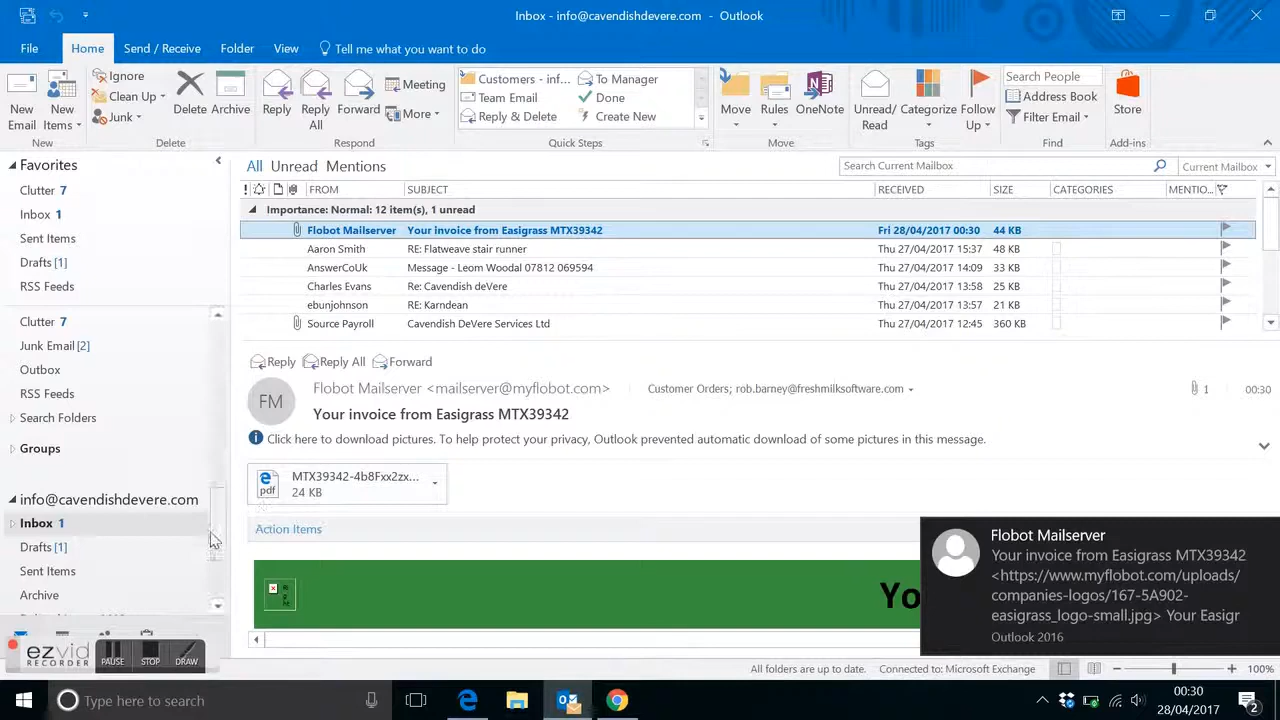 Inbox - info@cavendishdevere.com - Outlook
File Home Send / Receive Folder View Tell me what you want to do
New Email
New Items
New
Ignore
Clean Up
Junk
Delete
Archive
Delete
Reply
Reply All
Forward
Meeting
More
Respond
Customers - inf...
Team Email
Reply & Delete
To Manager
Done
Create New
Quick Steps
Move
Rules
OneNote
Move
Unread/ Read
Categorize
Follow Up
Tags
Search People
Address Book
Filter Email
Find
Store
Add-ins
Favorites
Clutter 7
Inbox 1
Sent Items
Drafts [1]
RSS Feeds
Clutter 7
Junk Email [2]
Outbox
RSS Feeds
Search Folders
Groups
info@cavendishdevere.com
Inbox 1
Drafts [1]
Sent Items
Archive
ezvid
RECORDER
PAUSE STOP DRAW
All Unread Mentions
Search Current Mailbox
Current Mailbox
! FROM SUBJECT RECEIVED SIZE CATEGORIES MENTIO...
Importance: Normal: 12 item(s), 1 unread
Flobot Mailserver Your invoice from Easigrass MTX39342 Fri 28/04/2017 00:30 44 KB
Aaron Smith RE: Flatweave stair runner Thu 27/04/2017 15:37 48 KB
AnswerCoUk Message - Leom Woodal 07812 069594 Thu 27/04/2017 14:09 33 KB
Charles Evans Re: Cavendish deVere Thu 27/04/2017 13:58 25 KB
ebunjohnson RE: Karndean Thu 27/04/2017 13:57 21 KB
Source Payroll Cavendish DeVere Services Ltd Thu 27/04/2017 12:45 360 KB
Reply Reply All Forward
FM
Flobot Mailserver <mailserver@myflobot.com>
Customer Orders; rob.barney@freshmilksoftware.com
1
00:30
Your invoice from Easigrass MTX39342
Click here to download pictures. To help protect your privacy, Outlook prevented automatic download of some pictures in this message.
pdf
MTX39342-4b8Fxx2zx...
24 KB
Action Items
Yo
Flobot Mailserver
Your invoice from Easigrass MTX39342
<https://www.myflobot.com/uploads/
companies-logos/167-5A902-
easigrass_logo-small.jpg> Your Easigr
Outlook 2016
All folders are up to date. Connected to: Microsoft Exchange 100%
Type here to search
00:30
28/04/2017
2